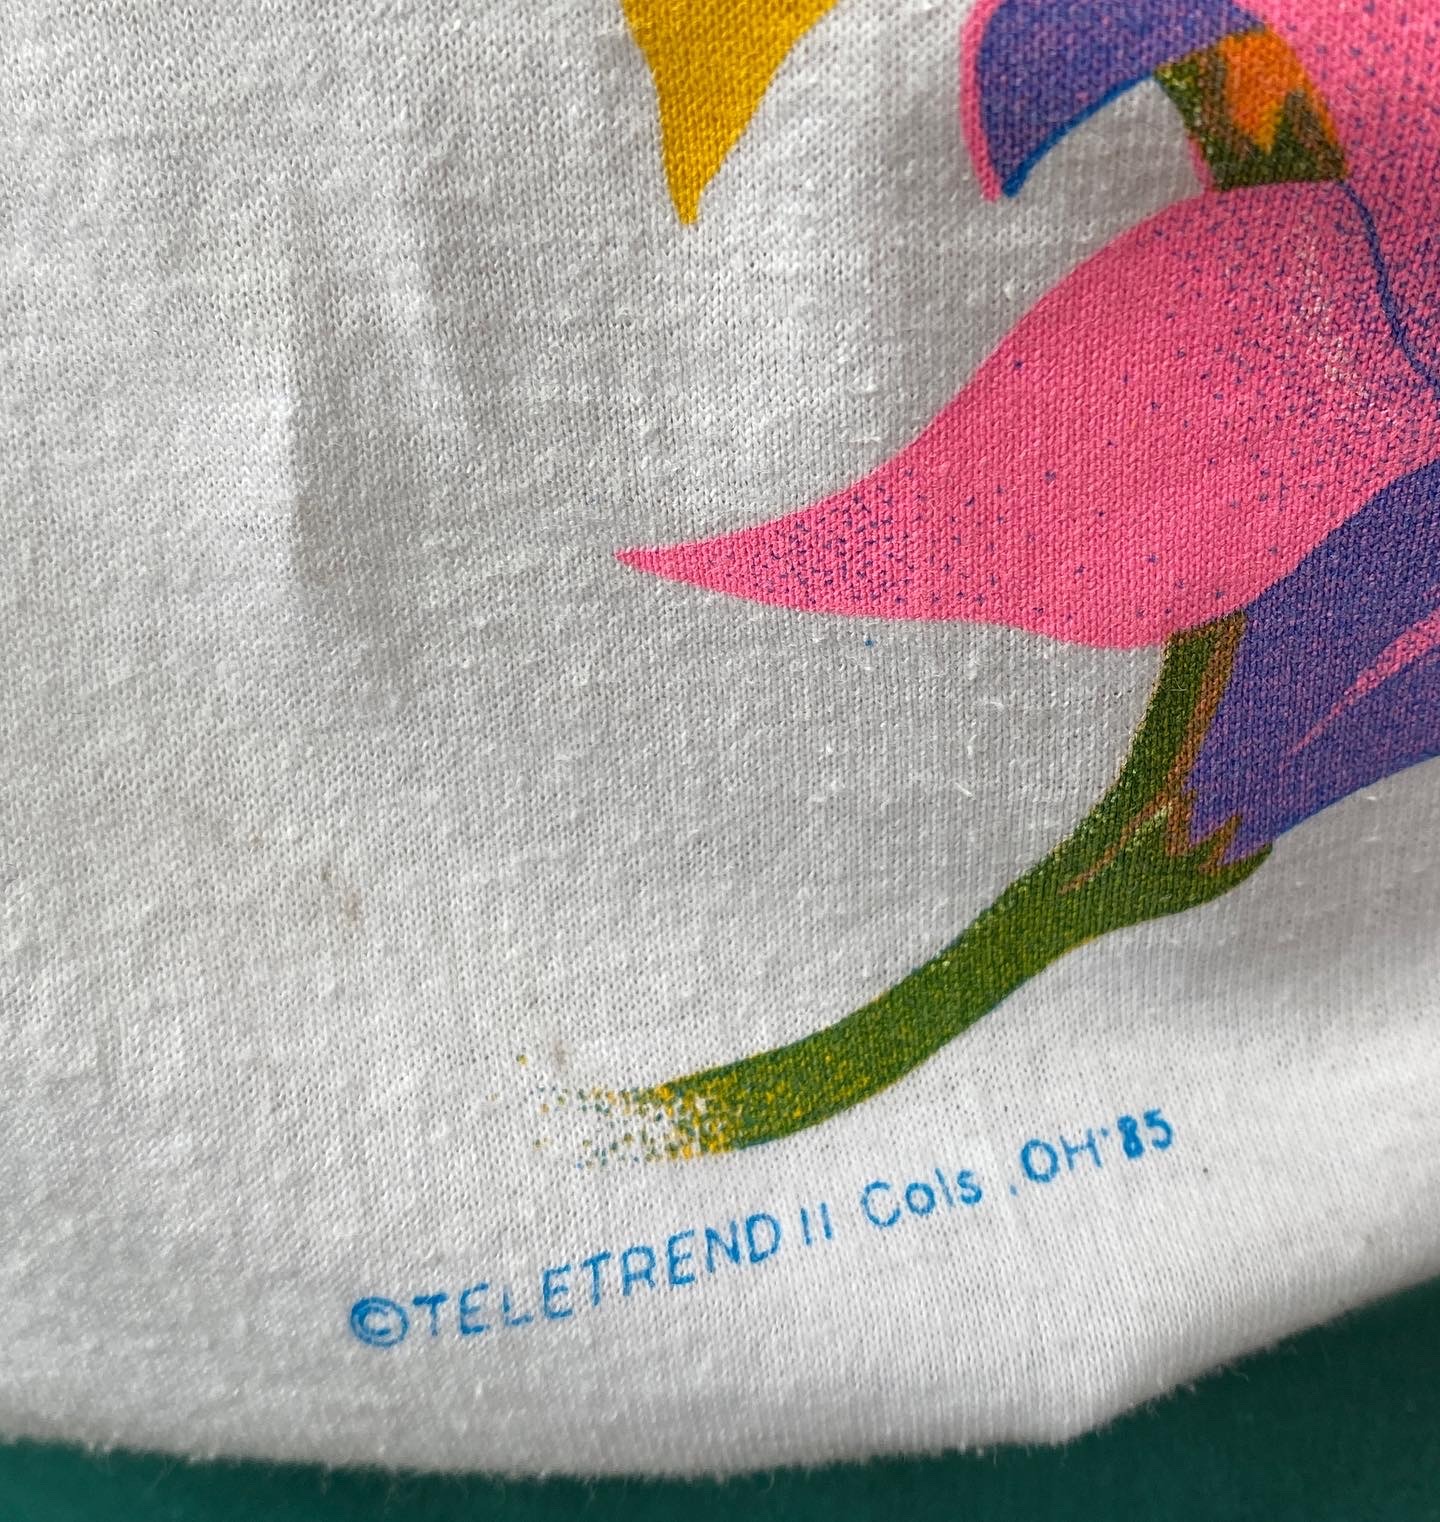 ©TELETREND II Cols .OH'85